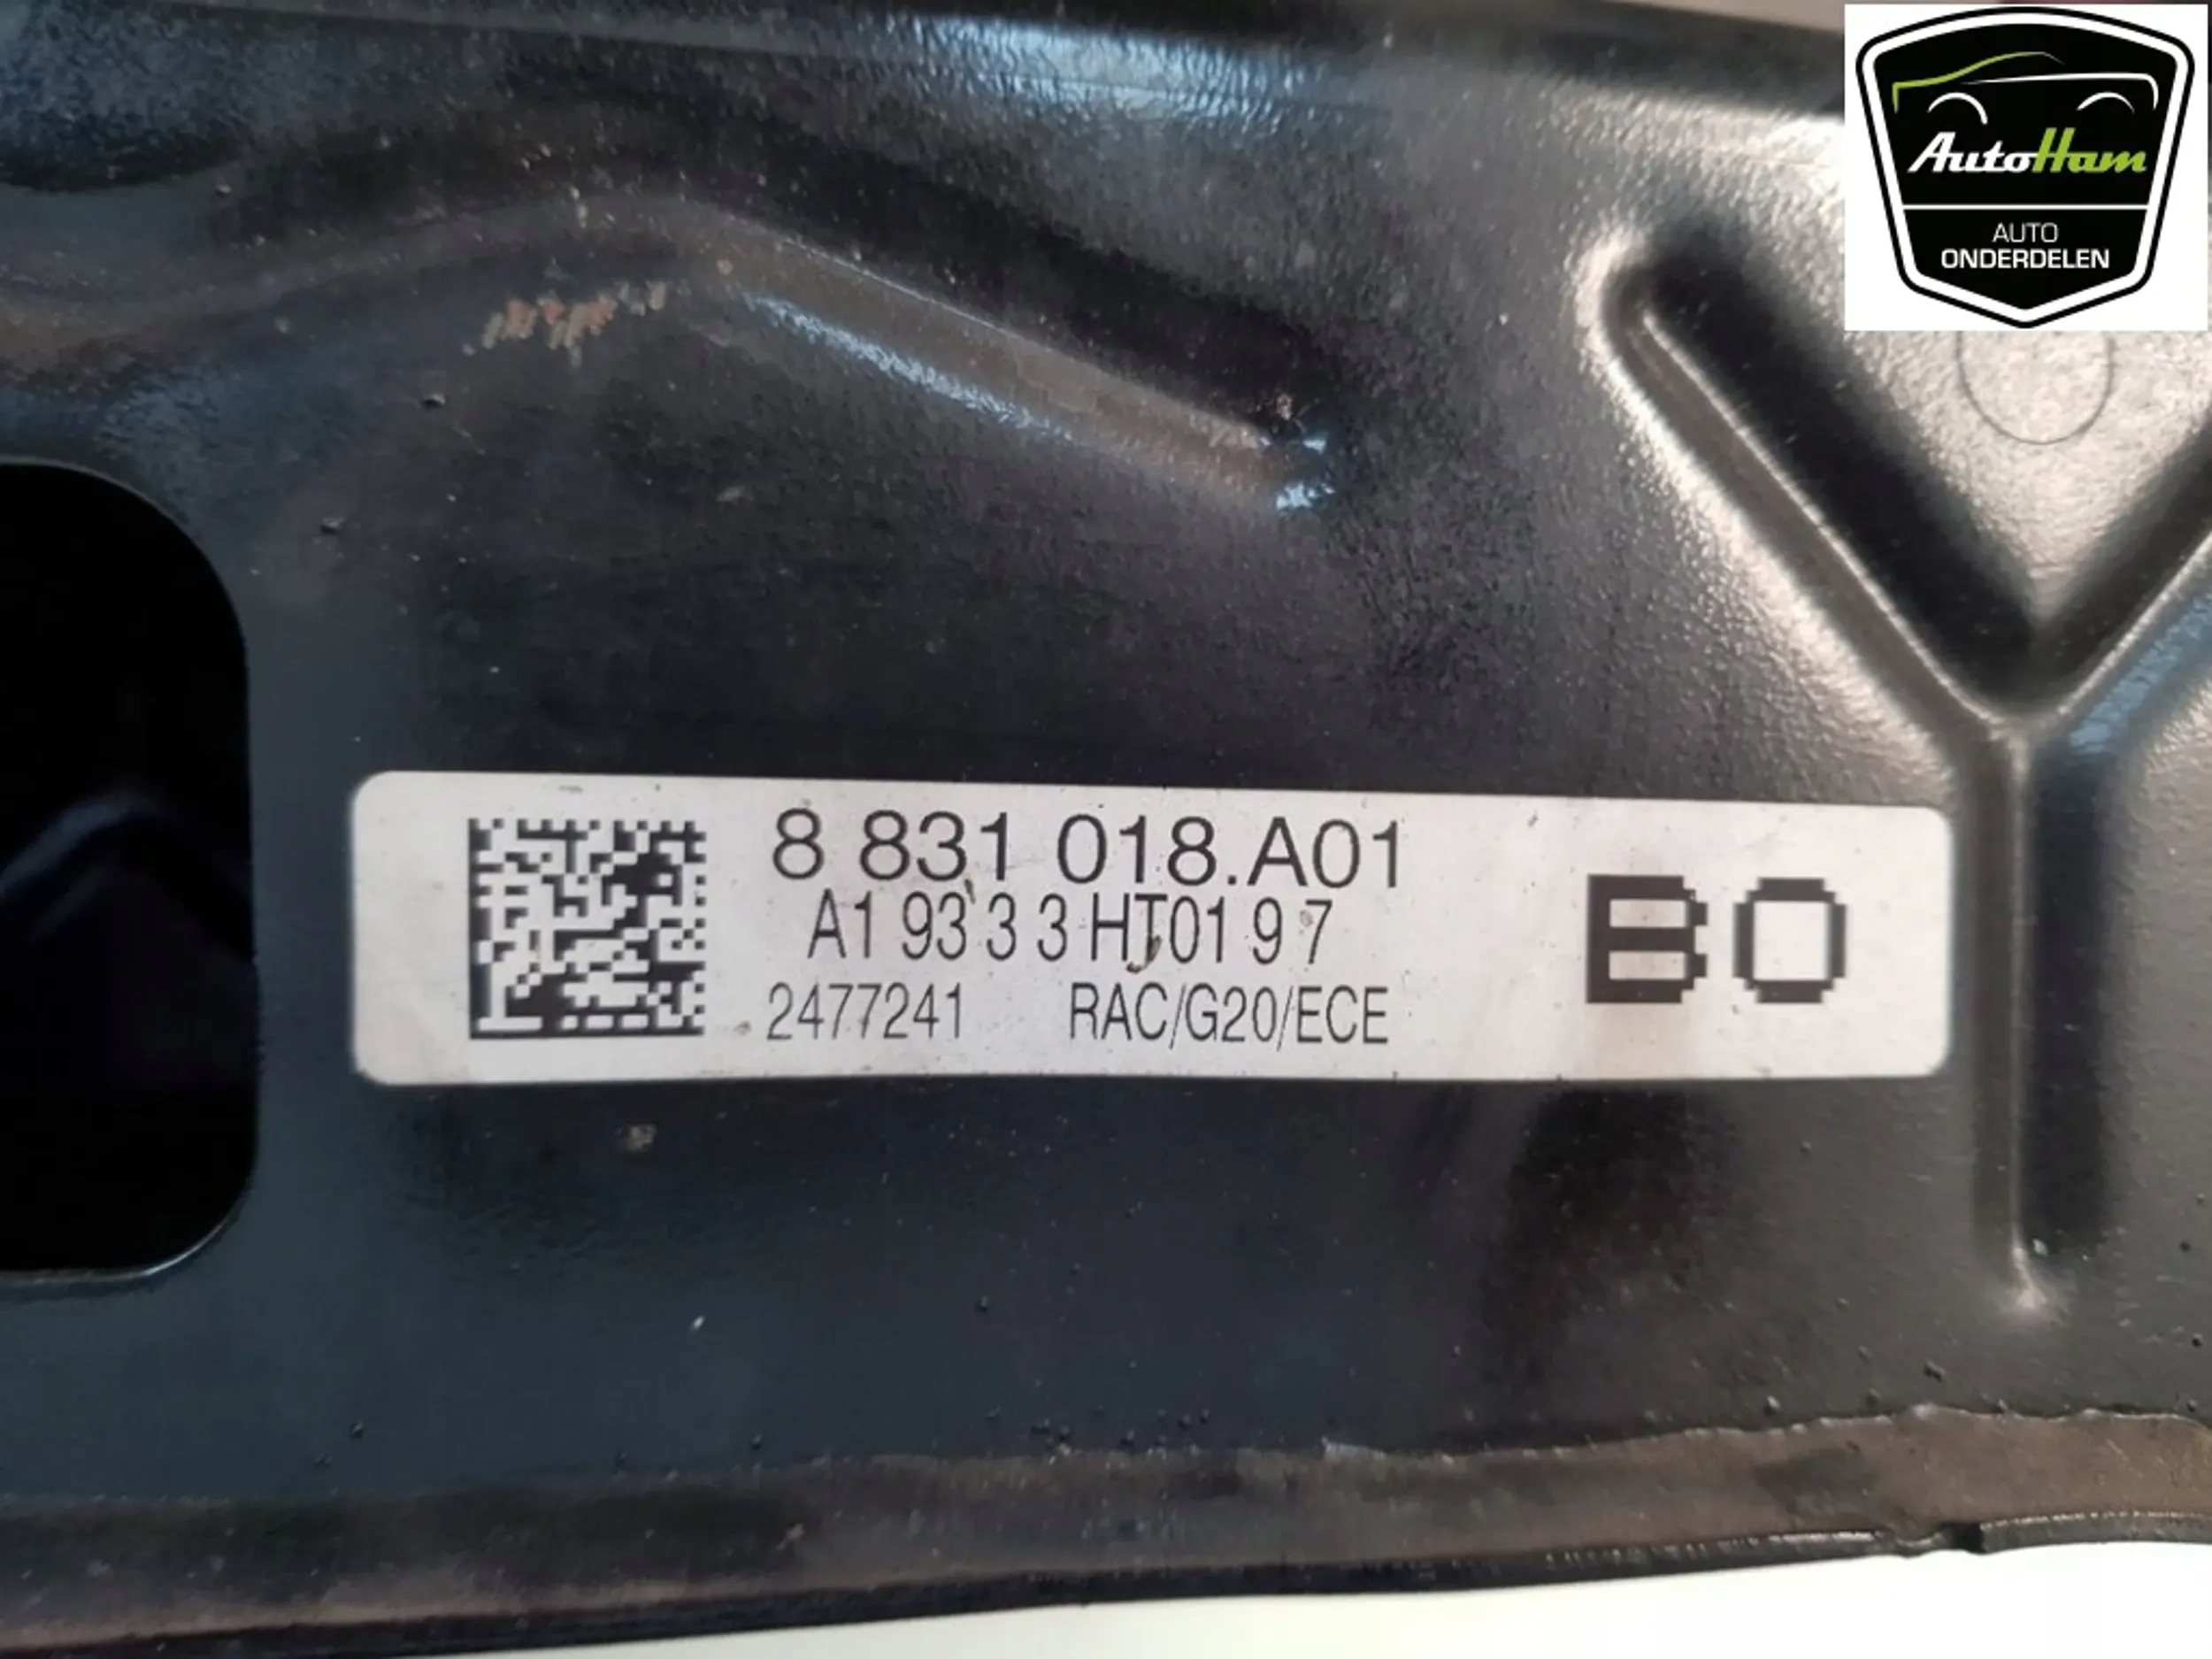 AutoHam
AUTO
ONDERDELEN
8 831 018.A01
A1 93 3 3 HT01 9 7
2477241 RAC/G20/ECE
BO